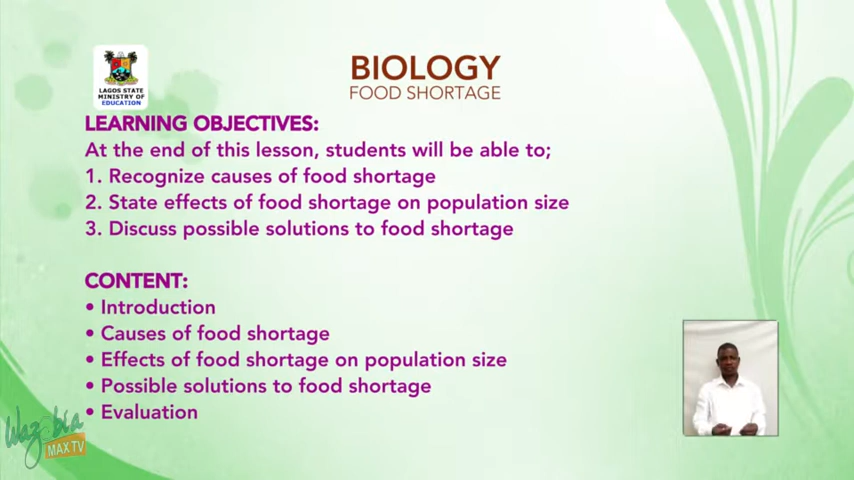 BIOLOGY
FOOD SHORTAGE
LAGOS STATE
MINISTRY OF
EDUCATION
LEARNING OBJECTIVES:
At the end of this lesson, students will be able to;
1. Recognize causes of food shortage
2. State effects of food shortage on population size
3. Discuss possible solutions to food shortage
CONTENT:
• Introduction
• Causes of food shortage
• Effects of food shortage on population size
• Possible solutions to food shortage
• Evaluation
Wazobia
MAX TV